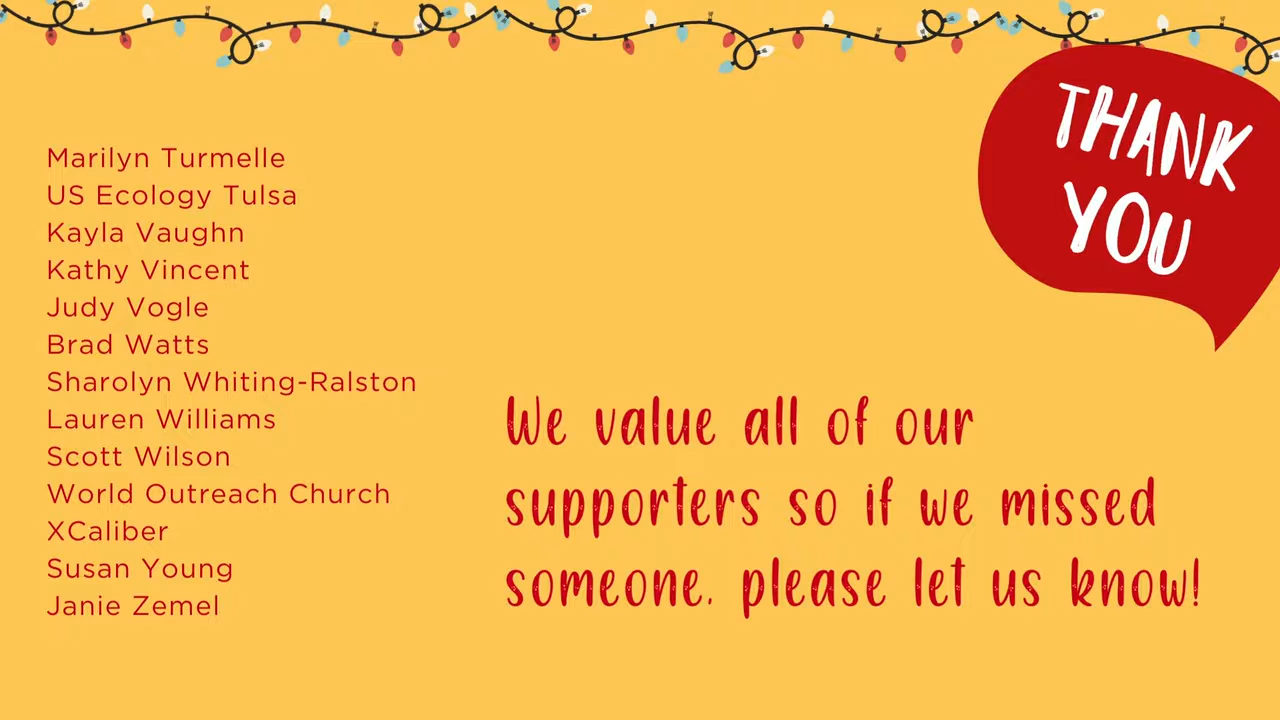 THANK
YOU
Marilyn Turmelle
US Ecology Tulsa
Kayla Vaughn
Kathy Vincent
Judy Vogle
Brad Watts
Sharolyn Whiting-Ralston
Lauren Williams
Scott Wilson
World Outreach Church
XCaliber
Susan Young
Janie Zemel
We value all of our
supporters so if we missed
someone, please let us know!